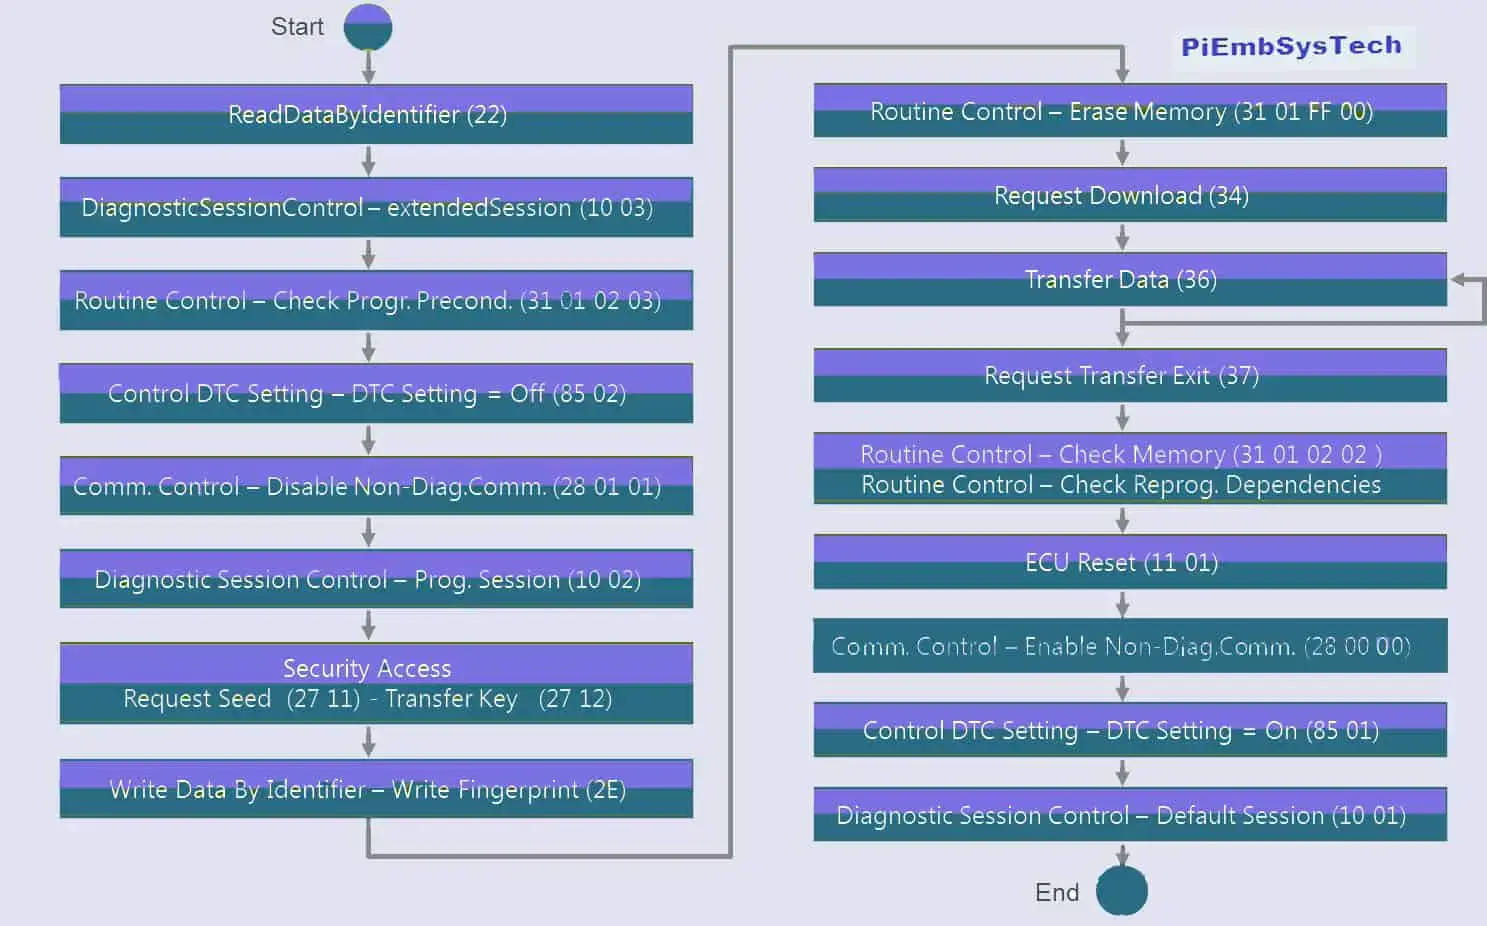 Start
ReadDataByIdentifier (22)
DiagnosticSessionControl – extendedSession (10 03)
Routine Control – Check Progr. Precond. (31 01 02 03)
Control DTC Setting – DTC Setting = Off (85 02)
Comm. Control – Disable Non-Diag.Comm. (28 01 01)
Diagnostic Session Control – Prog. Session (10 02)
Security Access
Request Seed (27 11) - Transfer Key (27 12)
Write Data By Identifier – Write Fingerprint (2E)
PiEmbSysTech
Routine Control – Erase Memory (31 01 FF 00)
Request Download (34)
Transfer Data (36)
Request Transfer Exit (37)
Routine Control – Check Memory (31 01 02 02 )
Routine Control – Check Reprog. Dependencies
ECU Reset (11 01)
Comm. Control – Enable Non-Diag.Comm. (28 00 00)
Control DTC Setting – DTC Setting = On (85 01)
Diagnostic Session Control – Default Session (10 01)
End